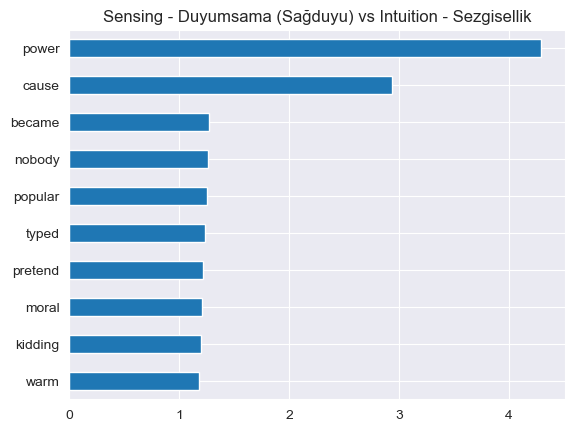 Sensing - Duyumsama (Sağduyu) vs Intuition - Sezgisellik
power
cause
became
nobody
popular
typed
pretend
moral
kidding
warm
0 1 2 3 4